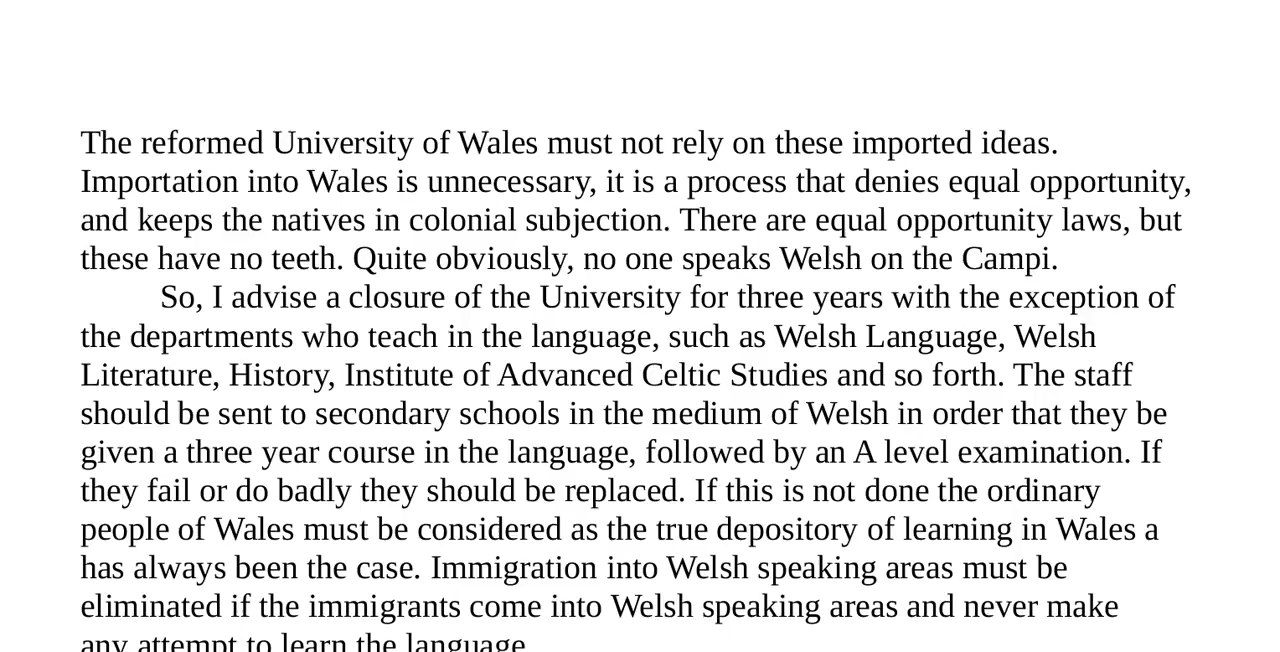 The reformed University of Wales must not rely on these imported ideas.
Importation into Wales is unnecessary, it is a process that denies equal opportunity,
and keeps the natives in colonial subjection. There are equal opportunity laws, but
these have no teeth. Quite obviously, no one speaks Welsh on the Campi.
So, I advise a closure of the University for three years with the exception of
the departments who teach in the language, such as Welsh Language, Welsh
Literature, History, Institute of Advanced Celtic Studies and so forth. The staff
should be sent to secondary schools in the medium of Welsh in order that they be
given a three year course in the language, followed by an A level examination. If
they fail or do badly they should be replaced. If this is not done the ordinary
people of Wales must be considered as the true depository of learning in Wales a
has always been the case. Immigration into Welsh speaking areas must be
eliminated if the immigrants come into Welsh speaking areas and never make
any attempt to learn the language.